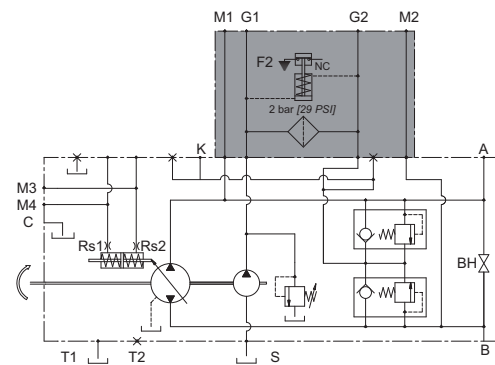 M1 G1 G2 M2
F2
NC
2 bar [29 PSI]
K
A
M3
M4
C
Rs1 Rs2
BH
T1 T2 S B